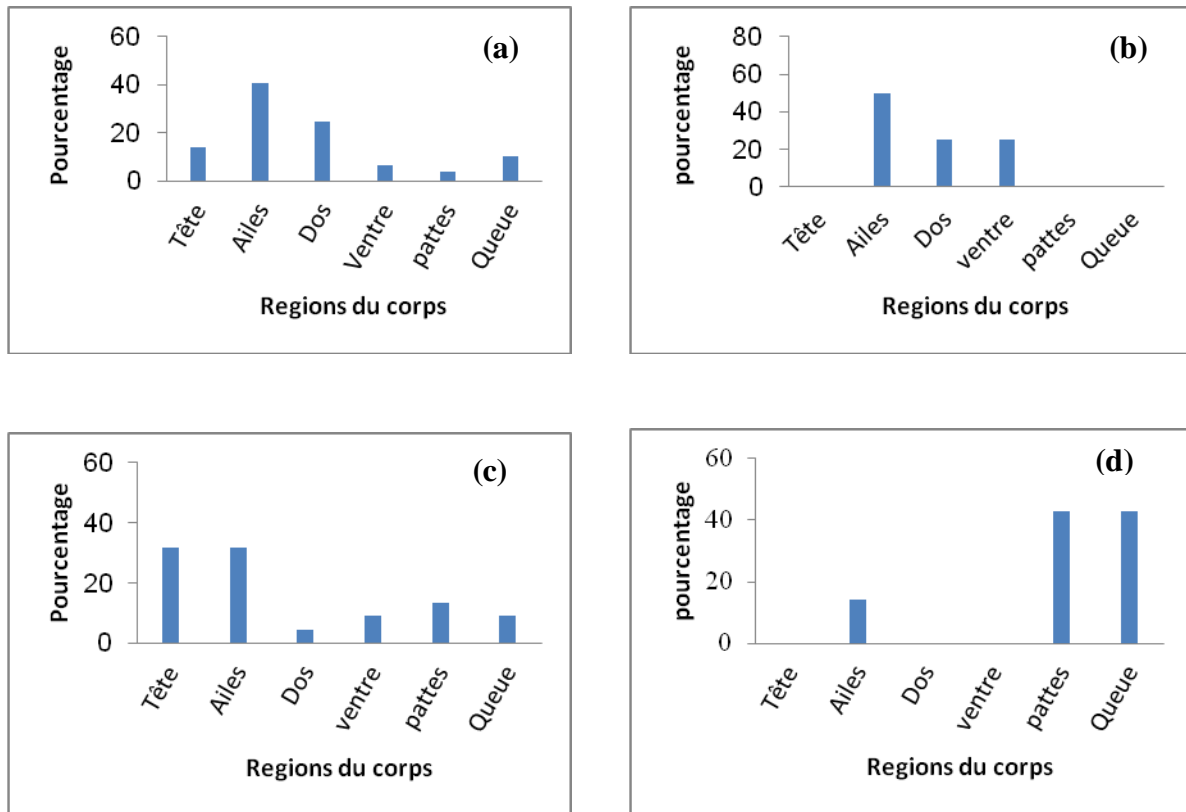 (a)
Pourcentage
60
40
20
0
Tête
Ailes
Dos
Ventre
pattes
Queue
Regions du corps
(b)
pourcentage
80
60
40
20
0
Tête
Ailes
Dos
ventre
pattes
Queue
Regions du corps
(c)
Pourcentage
60
40
20
0
Tête
Ailes
Dos
ventre
pattes
Queue
Regions du corps
(d)
pourcentage
60
40
20
0
Tête
Ailes
Dos
ventre
pattes
Queue
Regions du corps